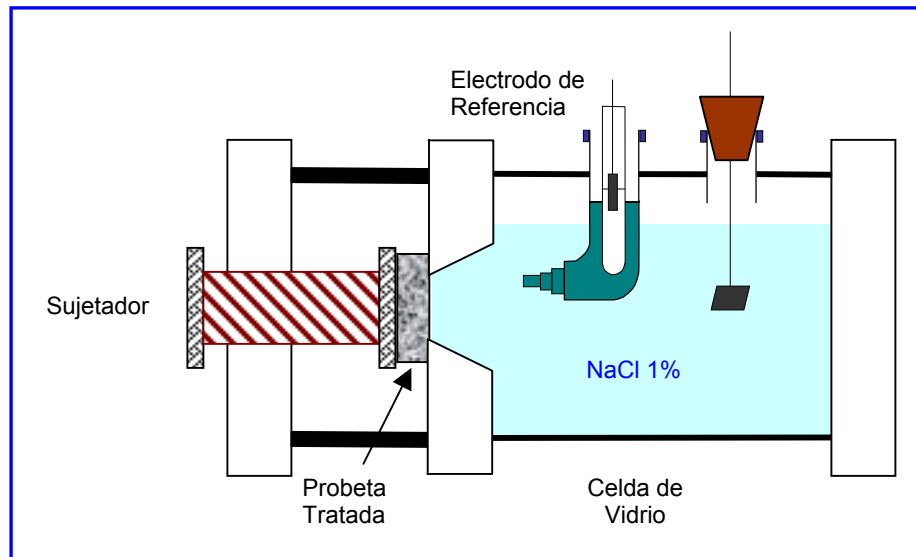 Electrodo de
Referencia
Sujetador
NaCl 1%
Probeta
Tratada
Celda de
Vidrio